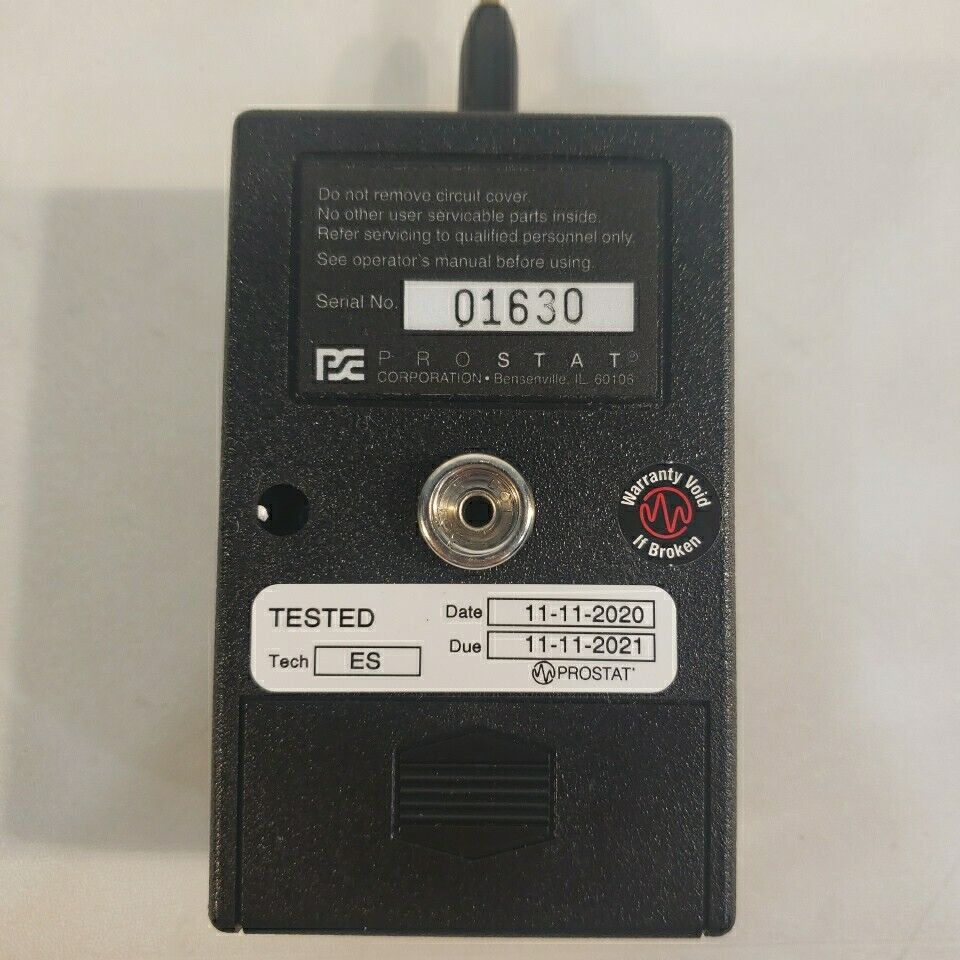 Do not remove circuit cover.
No other user servicable parts inside.
Refer servicing to qualified personnel only.
See operator's manual before using.
Serial No. 01630
PSC PROSTAT®
CORPORATION • Bensenville, IL 60106
Warranty Void
If Broken
TESTED Date 11-11-2020
Due 11-11-2021
Tech ES
PROSTAT®